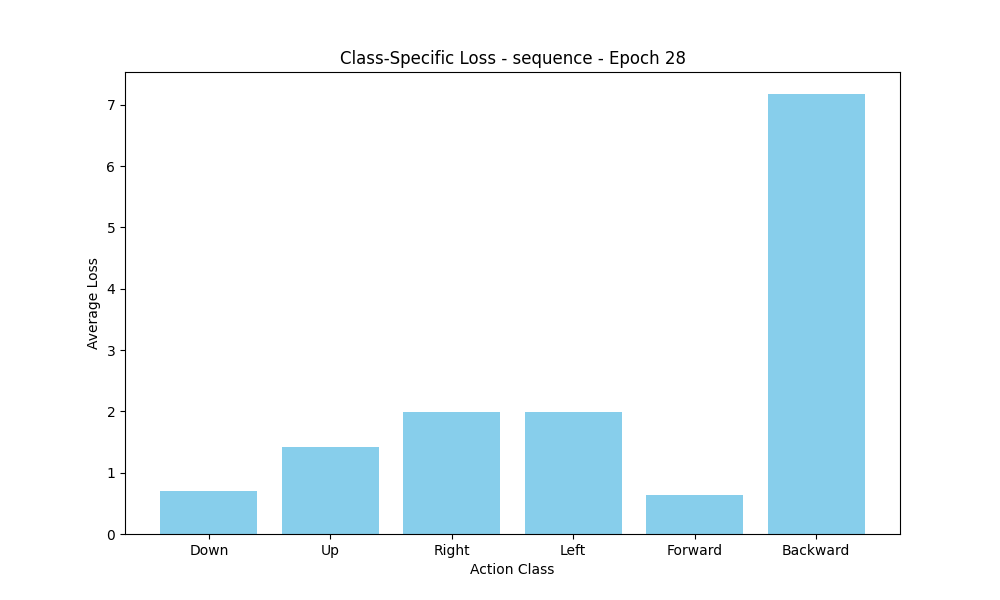 Class-Specific Loss - sequence - Epoch 28
Average Loss
7
6
5
4
3
2
1
0
Down Up Right Left Forward Backward
Action Class